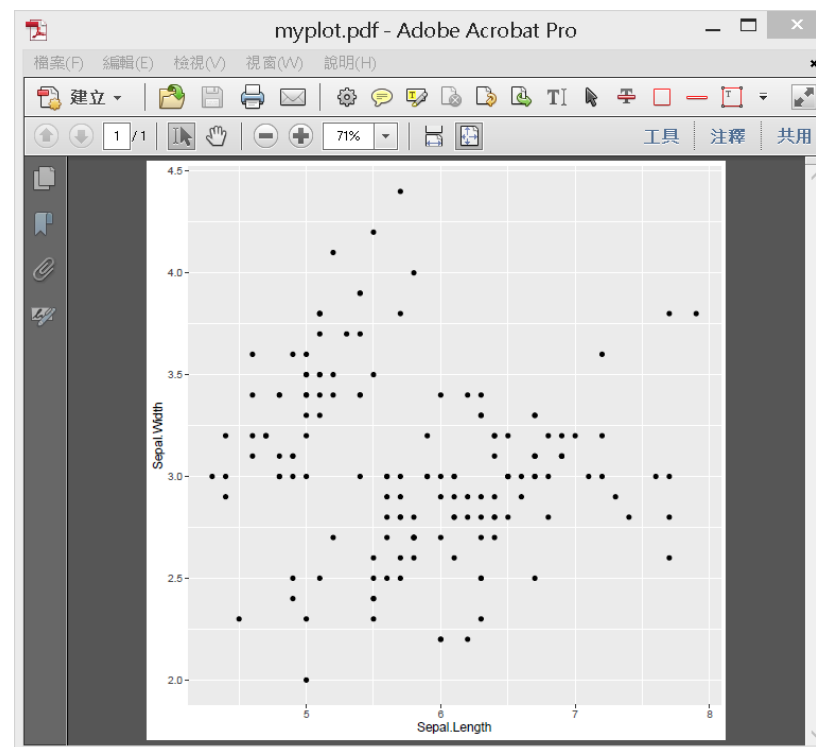 myplot.pdf - Adobe Acrobat Pro
檔案(F) 編輯(E) 檢視(V) 視窗(W) 說明(H)
建立
1 / 1 71% 工具 注釋 共用
4.5
4.0
3.5
3.0
2.5
2.0
Sepal.Width
5 6 7 8
Sepal.Length